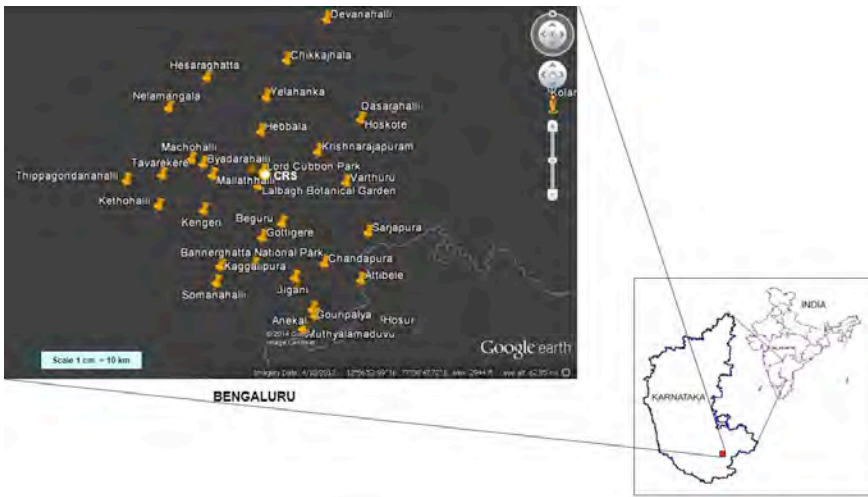 Devanahalli
Chikkajhala
Hesaraghatta
Yelahanka
Nelamangala
Dasarahalli
Kolar
Hoskote
Hebbala
Machohalli
Krishnarajapuram
Tavarekere
Byadarahalli
Lord Cubbon Park
Thippagondanahalli
Mallathhalli
CRS
Varthuru
Lalbagh Botanical Garden
Kethohalli
Kengeri
Beguru
Sarjapura
Gottigere
Bannerghatta National Park
Chandapura
Kaggalipura
Attibele
Somanahalli
Jigani
Anekal
Gouripalya
Hosur
Muthyalamaduvu
Google earth
Scale 1 cm = 10 km
BENGALURU
INDIA
KARNATAKA